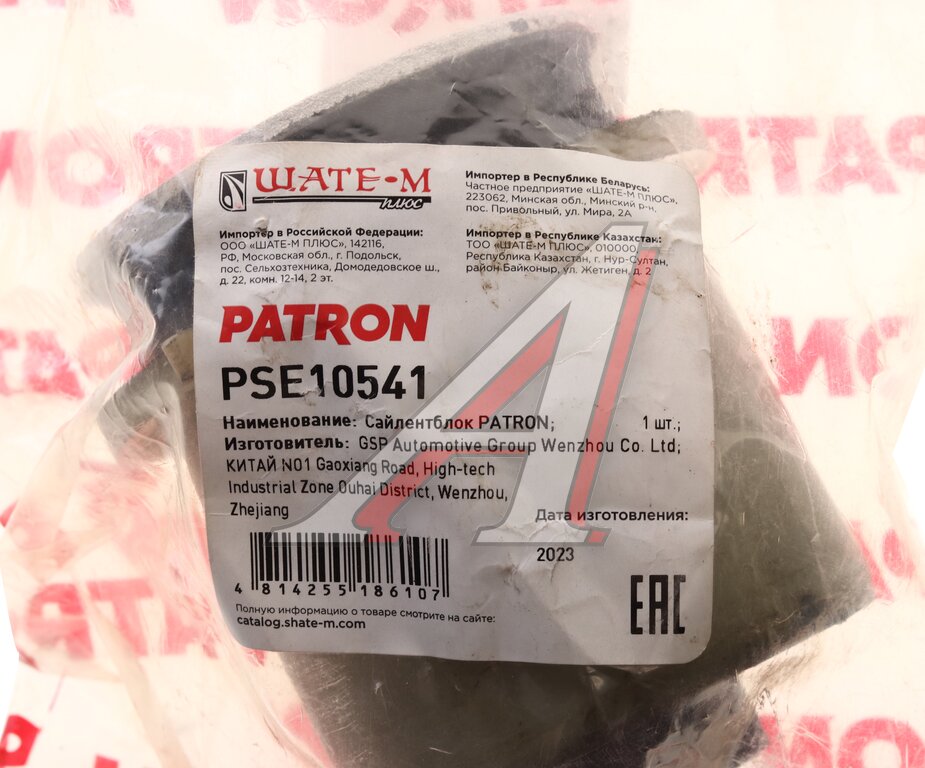 ШАТЕ-М
плюс
Импортер в Республике Беларусь:
Частное предприятие «ШАТЕ-М ПЛЮС»,
223062, Минская обл., Минский р-н,
пос. Привольный, ул. Мира, 2А
Импортер в Российской Федерации:
ООО «ШАТЕ-М ПЛЮС», 142116,
РФ, Московская обл., г. Подольск,
пос. Сельхозтехника, Домодедовское ш.,
д. 22, комн. 12-14, 2 эт.
Импортер в Республике Казахстан:
ТОО «ШАТЕ-М ПЛЮС», 010000,
Республика Казахстан, г. Нур-Султан,
район Байконыр, ул. Жетиген, д. 2
PATRON
PSE10541
Наименование: Сайлентблок PATRON; 1 шт.;
Изготовитель: GSP Automotive Group Wenzhou Co. Ltd;
КИТАЙ NO1 Gaoxiang Road, High-tech
Industrial Zone Ouhai District, Wenzhou,
Zhejiang
Дата изготовления:
2023
4 814255 186107
Полную информацию о товаре смотрите на сайте:
catalog.shate-m.com
EAC